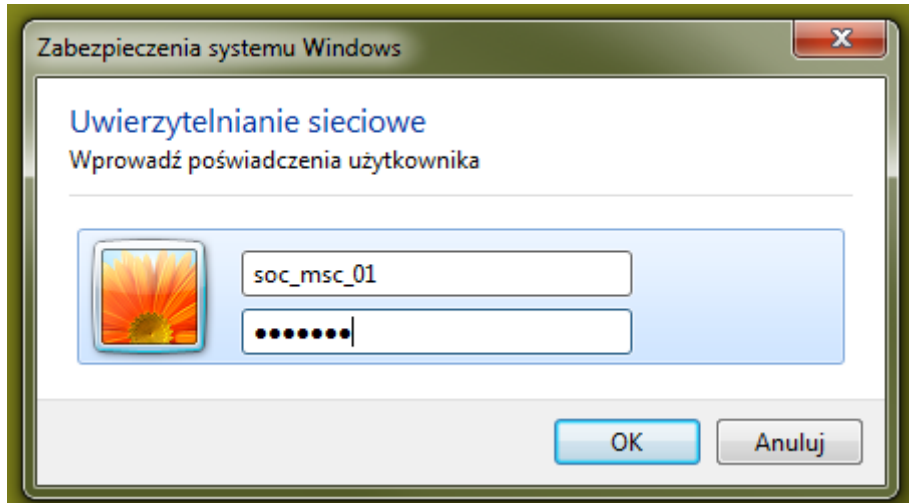 Zabezpieczenia systemu Windows
Uwierzytelnianie sieciowe
Wprowadź poświadczenia użytkownika
soc_msc_01
●●●●●●●
OK Anuluj